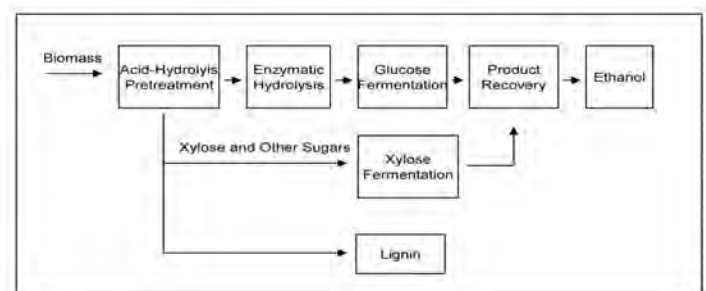 Biomass
Acid-Hydrolyis
Pretreatment
Enzymatic
Hydrolysis
Glucose
Fermentation
Product
Recovery
Ethanol
Xylose and Other Sugars
Xylose
Fermentation
Lignin